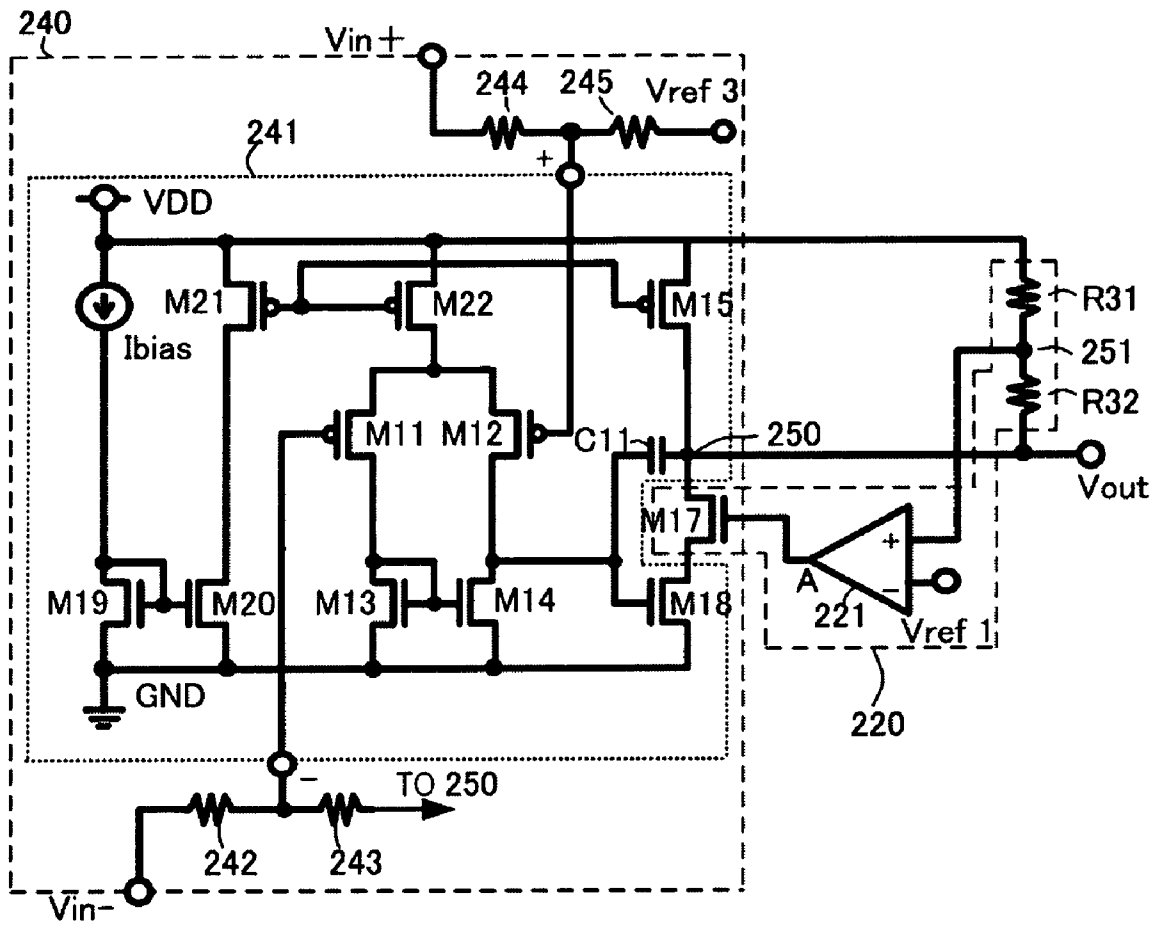 240
Vin+
244
245
Vref 3
241
+
VDD
M21
M22
M15
R31
Ibias
251
R32
M11
M12
C11
250
Vout
M17
+
A
−
221
Vref 1
M19
M20
M13
M14
M18
GND
220
−
TO 250
242
243
Vin-